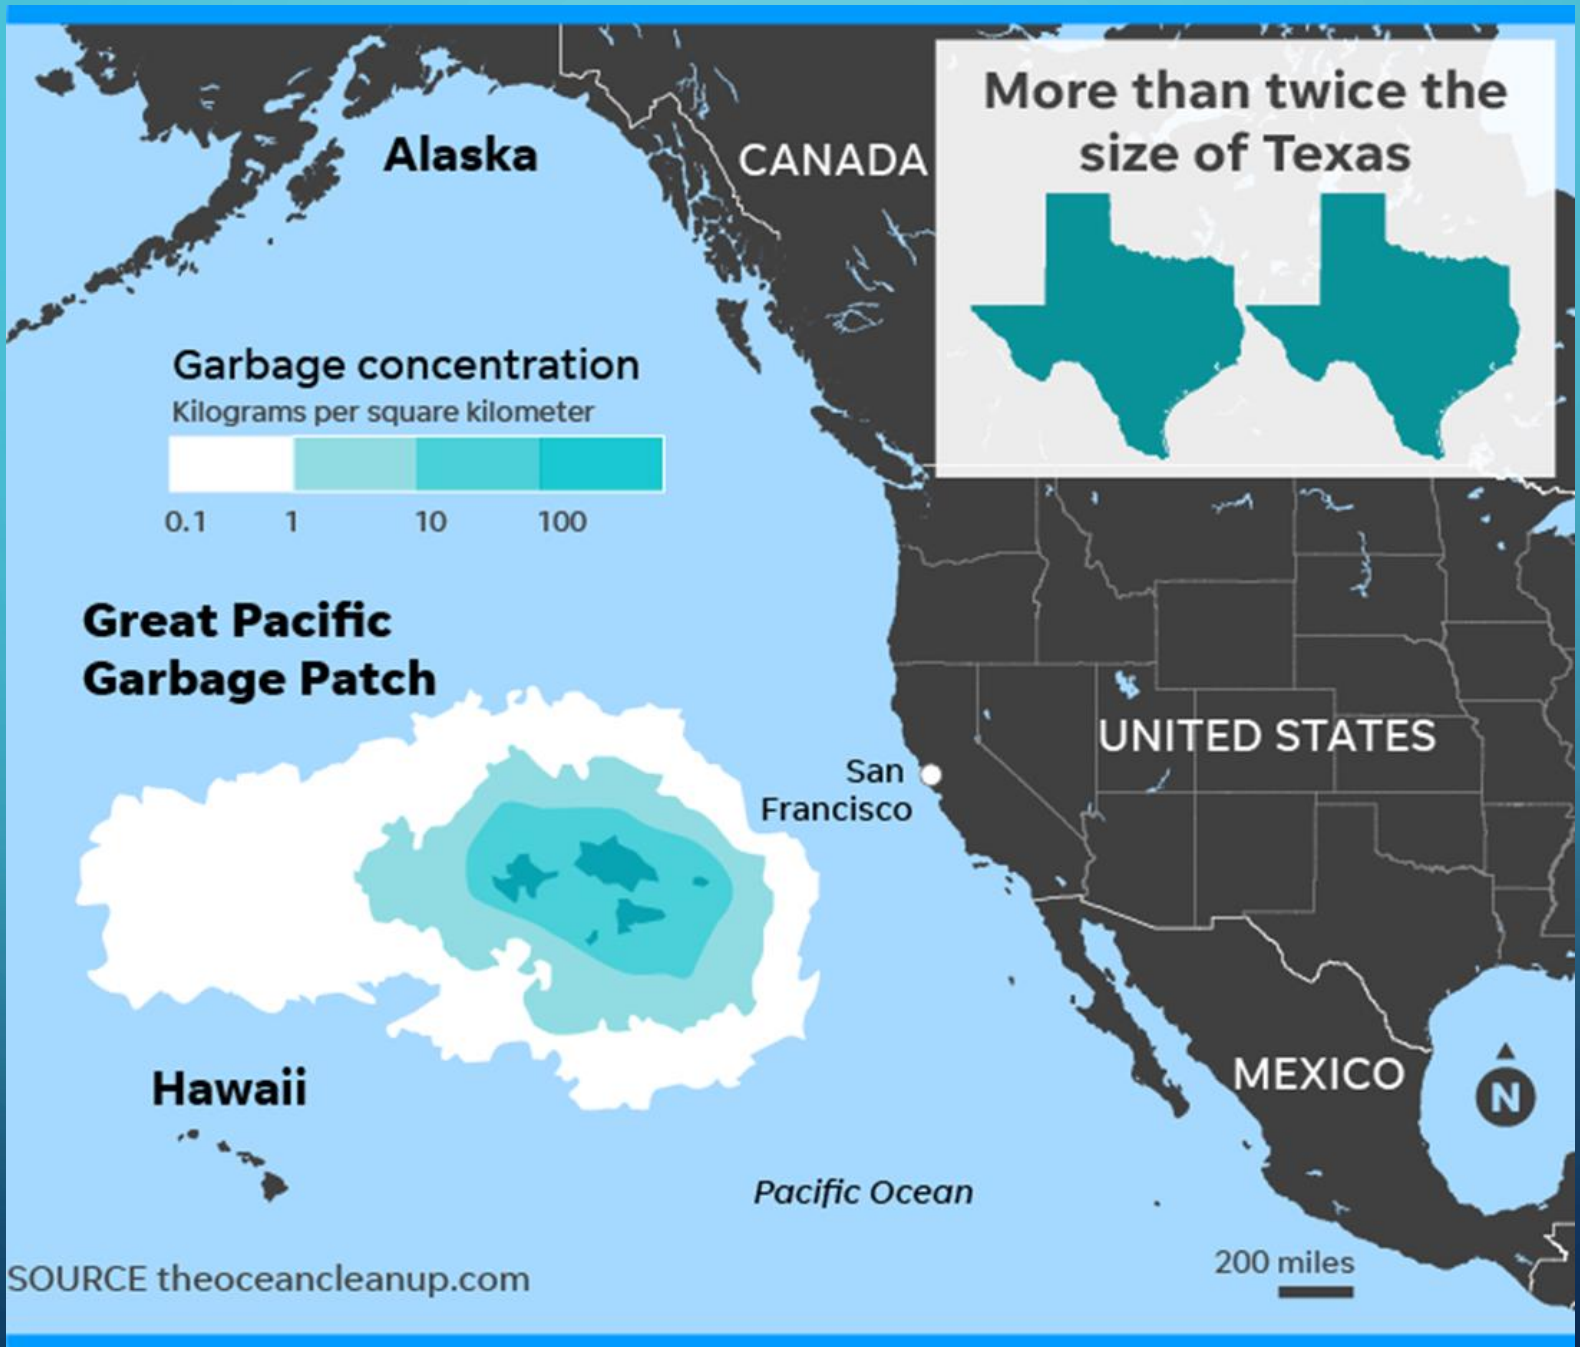 More than twice the
size of Texas
Alaska
CANADA
Garbage concentration
Kilograms per square kilometer
0.1 1 10 100
Great Pacific
Garbage Patch
UNITED STATES
San
Francisco
Hawaii
MEXICO
N
Pacific Ocean
200 miles
SOURCE theoceancleanup.com